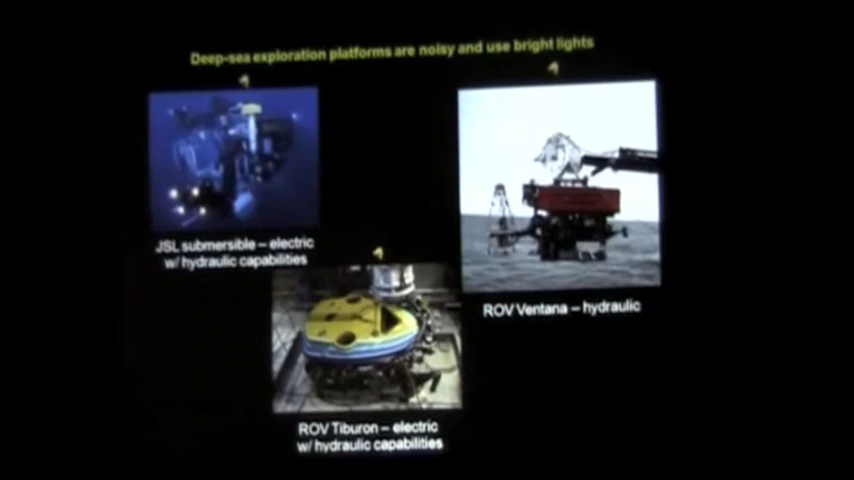 Deep-sea exploration platforms are noisy and use bright lights
JSL submersible – electric
w/ hydraulic capabilities
ROV Ventana – hydraulic
ROV Tiburon – electric
w/ hydraulic capabilities